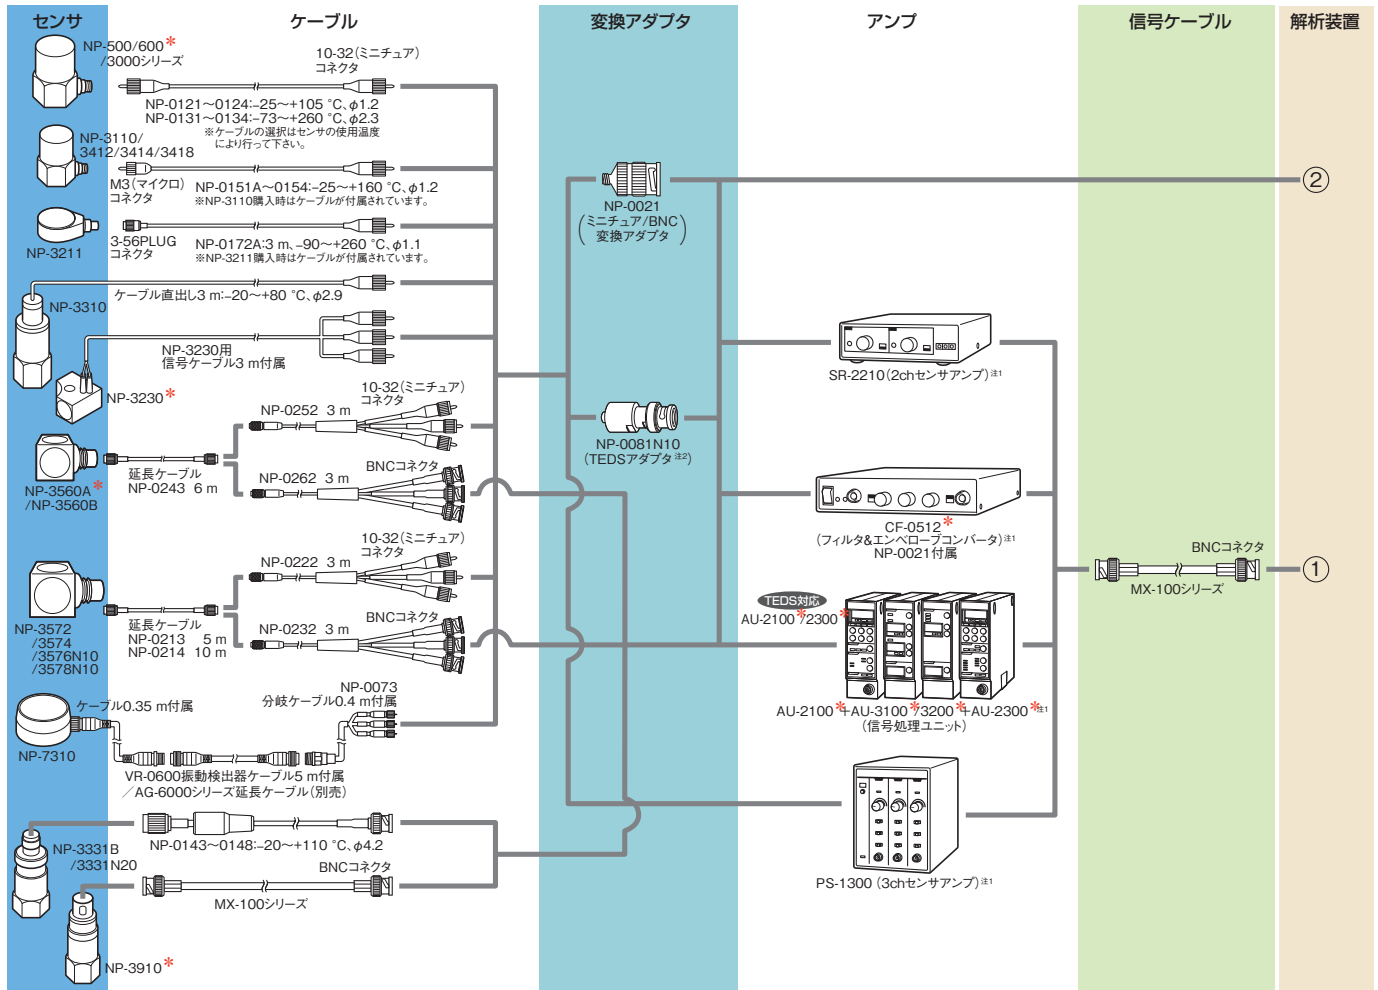 センサ
ケーブル
変換アダプタ
アンプ
信号ケーブル
解析装置
NP-500/600*
/3000シリーズ
10-32(ミニチュア)
コネクタ
NP-0121～0124:-25～+105 °C、φ1.2
NP-0131～0134:-73～+260 °C、φ2.3
※ケーブルの選択はセンサの使用温度
により行って下さい。
NP-3110/
3412/3414/3418
M3(マイクロ)
コネクタ
NP-0151A～0154:-25～+160 °C、φ1.2
※NP-3110購入時はケーブルが付属されています。
NP-3211
3-56PLUG
コネクタ
NP-0172A:3 m、-90～+260 °C、φ1.1
※NP-3211購入時はケーブルが付属されています。
NP-3310
ケーブル直出し3 m:-20～+80 °C、φ2.9
NP-3230用
信号ケーブル3 m付属
NP-3230*
10-32(ミニチュア)
コネクタ
NP-0252 3 m
延長ケーブル
NP-0243 6 m
BNCコネクタ
NP-0262 3 m
NP-3560A*
/NP-3560B
10-32(ミニチュア)
コネクタ
NP-0222 3 m
延長ケーブル
NP-0213 5 m
NP-0214 10 m
BNCコネクタ
NP-0232 3 m
NP-3572
/3574
/3576N10
/3578N10
NP-0073
分岐ケーブル0.4 m付属
ケーブル0.35 m付属
NP-7310
VR-0600振動検出器ケーブル5 m付属
／AG-6000シリーズ延長ケーブル(別売)
NP-3331B
/3331N20
NP-0143～0148:-20～+110 °C、φ4.2
BNCコネクタ
MX-100シリーズ
NP-3910*
NP-0021
(ミニチュア/BNC
変換アダプタ)
NP-0081N10
(TEDSアダプタ 注2)
SR-2210(2chセンサアンプ)注1
CF-0512*
(フィルタ&エンベロープコンバータ)注1
NP-0021付属
TEDS対応
AU-2100*/2300*
AU-2100*+AU-3100*/3200*+AU-2300*注1
(信号処理ユニット)
PS-1300(3chセンサアンプ)注1
BNCコネクタ
MX-100シリーズ
②
①